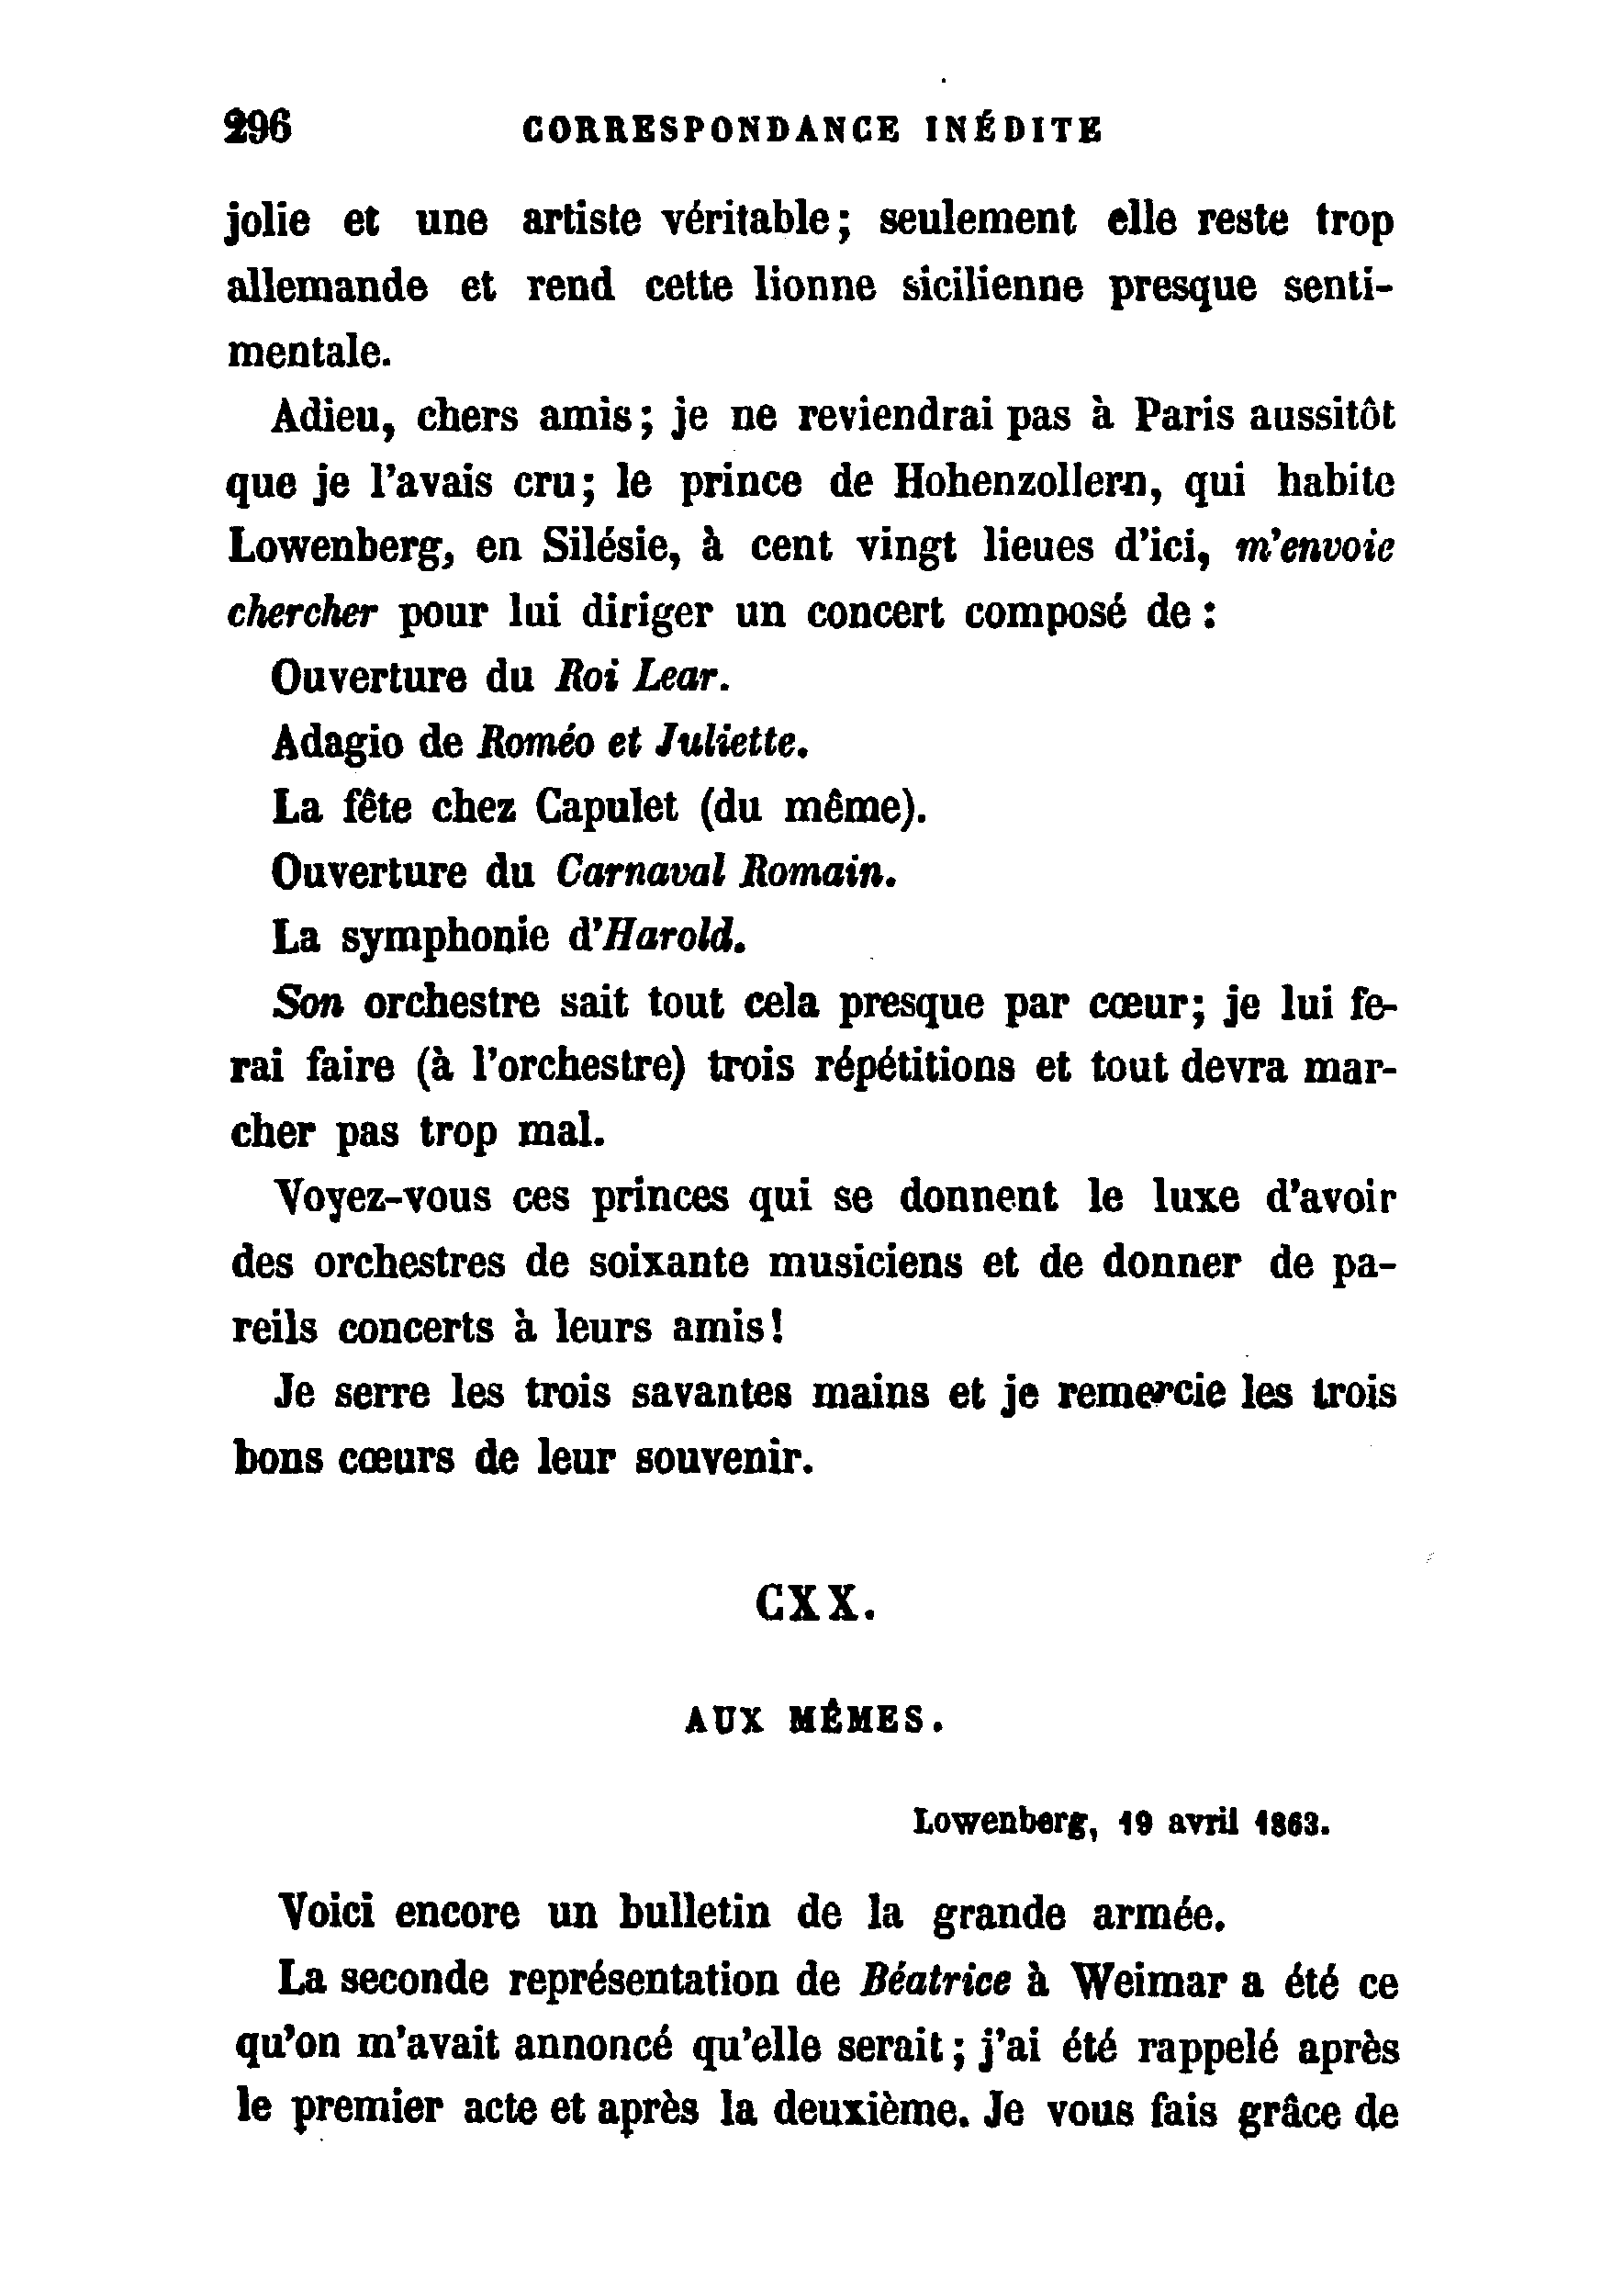 296 CORRESPONDANCE INÉDITE
jolie et une artiste véritable; seulement elle reste trop
allemande et rend cette lionne sicilienne presque senti-
mentale.
Adieu, chers amis; je ne reviendrai pas à Paris aussitôt
que je l'avais cru; le prince de Hohenzollern, qui habite
Lowenberg, en Silésie, à cent vingt lieues d'ici, m'envoie
chercher pour lui diriger un concert composé de :
Ouverture du Roi Lear.
Adagio de Roméo et Juliette.
La fête chez Capulet (du même).
Ouverture du Carnaval Romain.
La symphonie d'Harold.
Son orchestre sait tout cela presque par cœur; je lui fe-
rai faire (à l'orchestre) trois répétitions et tout devra mar-
cher pas trop mal.
Voyez-vous ces princes qui se donnent le luxe d'avoir
des orchestres de soixante musiciens et de donner de pa-
reils concerts à leurs amis!
Je serre les trois savantes mains et je remercie les trois
bons cœurs de leur souvenir.
CXX.
AUX MÊMES.
Lowenberg, 19 avril 1863.
Voici encore un bulletin de la grande armée.
La seconde représentation de Béatrice à Weimar a été ce
qu'on m'avait annoncé qu'elle serait; j'ai été rappelé après
le premier acte et après la deuxième. Je vous fais grâce de